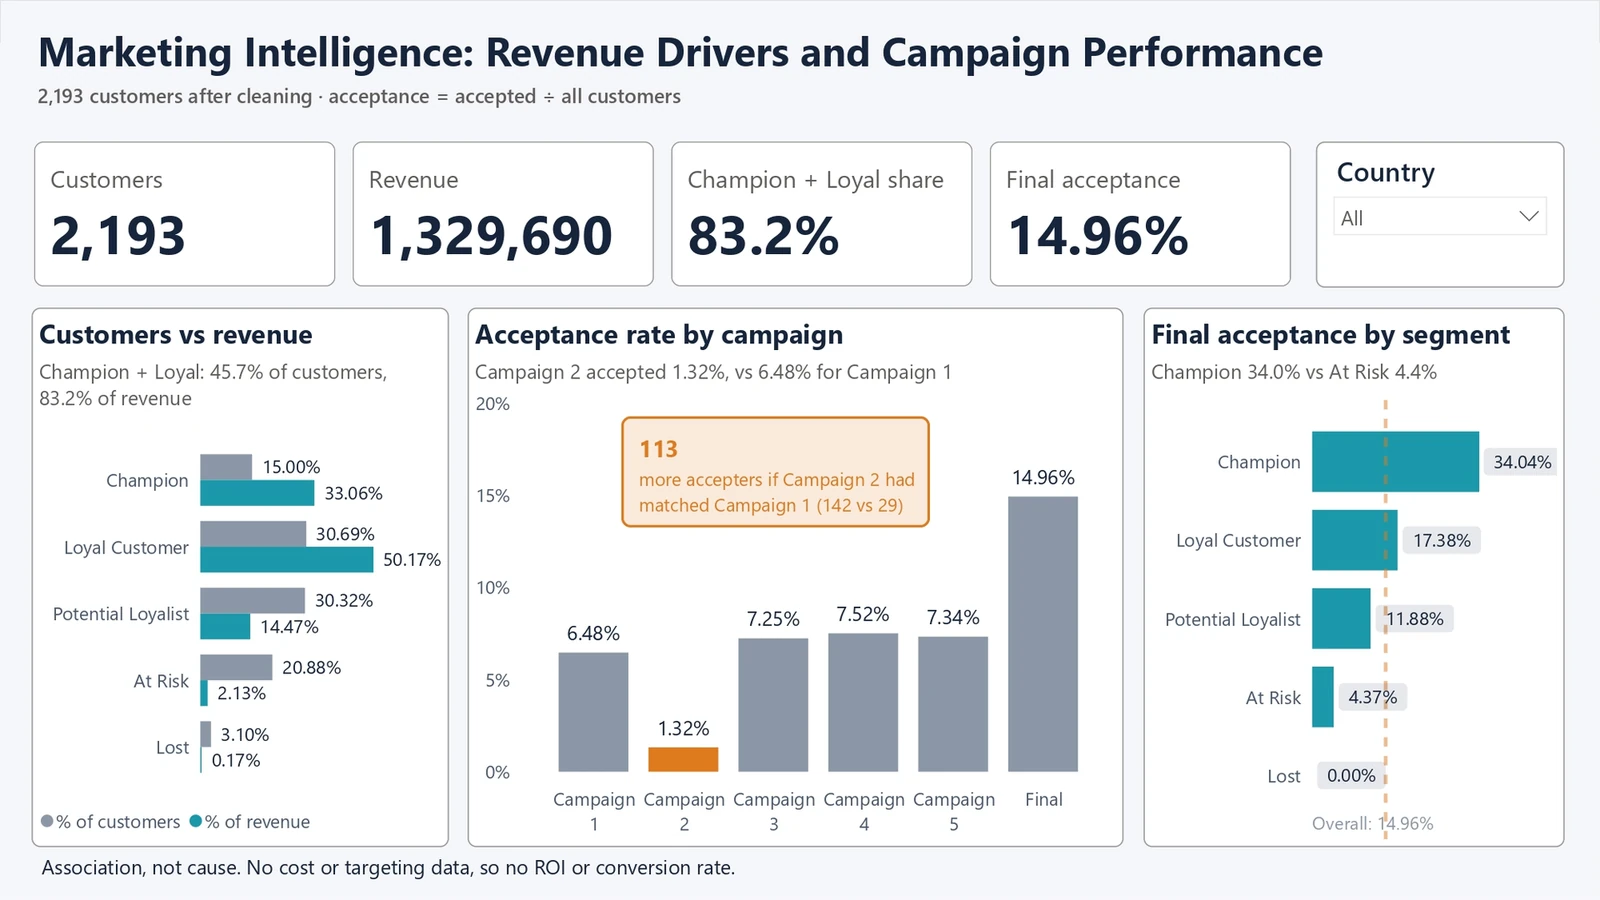 Marketing Intelligence: Revenue Drivers and Campaign Performance
2,193 customers after cleaning · acceptance = accepted ÷ all customers
Customers
2,193
Revenue
1,329,690
Champion + Loyal share
83.2%
Final acceptance
14.96%
Country
All
Customers vs revenue
Champion + Loyal: 45.7% of customers,
83.2% of revenue
Champion
15.00%
33.06%
Loyal Customer
30.69%
50.17%
Potential Loyalist
30.32%
14.47%
At Risk
20.88%
2.13%
Lost
3.10%
0.17%
% of customers
% of revenue
Acceptance rate by campaign
Campaign 2 accepted 1.32%, vs 6.48% for Campaign 1
20%
15%
10%
5%
0%
113
more accepters if Campaign 2 had
matched Campaign 1 (142 vs 29)
6.48%
1.32%
7.25%
7.52%
7.34%
14.96%
Campaign
1
Campaign
2
Campaign
3
Campaign
4
Campaign
5
Final
Final acceptance by segment
Champion 34.0% vs At Risk 4.4%
Champion
34.04%
Loyal Customer
17.38%
Potential Loyalist
11.88%
At Risk
4.37%
Lost
0.00%
Overall: 14.96%
Association, not cause. No cost or targeting data, so no ROI or conversion rate.